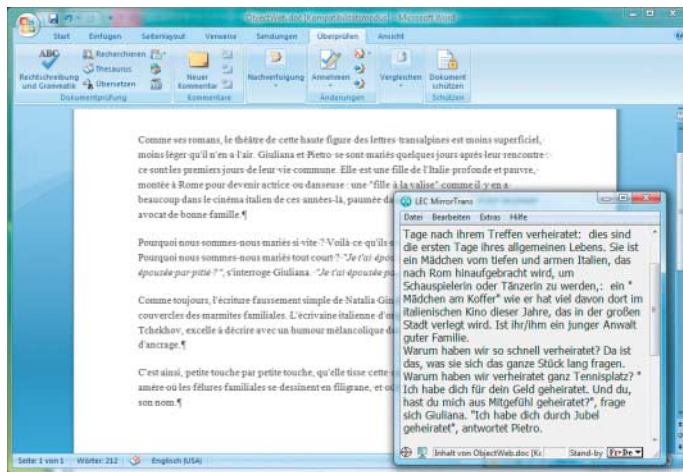 ObjectWeb.doc [Kompatibilitätsmodus] - Microsoft Word
Start Einfügen Seitenlayout Verweise Sendungen Überprüfen Ansicht
ABC Rechtschreibung und Grammatik
Recherchieren
Thesaurus
Übersetzen
Neuer Kommentar
Nachverfolgung
Annehmen
Vergleichen
Dokument schützen
Dokumentprüfung Kommentare Änderungen Schützen
Comme ses romans, le théâtre de cette haute figure des lettres transalpines est moins superficiel,
moins léger qu'il n'en a l'air. Giuliana et Pietro se sont mariés quelques jours après leur rencontre :
ce sont les premiers jours de leur vie commune. Elle est une fille de l'Italie profonde et pauvre,
montée à Rome pour devenir actrice ou danseuse : une "fille à la valise" comme il y en a
beaucoup dans le cinéma italien de ces années-là, paumée
avocat de bonne famille.¶
Pourquoi nous sommes-nous mariés si vite ? Voilà ce qu'ils
Pourquoi nous sommes-nous mariés tout court ? "Je t'ai
épousée par pitié ?", s'interroge Giuliana. "Je t'ai épousée
Comme toujours, l'écriture faussement simple de Natalia
couvercles des marmites familiales. L'écrivaine italienne
Tchekhov, excelle à décrire avec un humour mélancolique
d'ancrage.¶
C'est ainsi, petite touche par petite touche, qu'elle tisse cette
amère où les fêlures familiales se dessinent en filigrane, et
son nom.¶
LEC MirrorTrans
Datei Bearbeiten Extras Hilfe
Tage nach ihrem Treffen verheiratet: dies sind
die ersten Tage ihres allgemeinen Lebens. Sie ist
ein Mädchen vom tiefen und armen Italien, das
nach Rom hinaufgebracht wird, um
Schauspielerin oder Tänzerin zu werden,: ein "
Mädchen am Koffer" wie er hat viel davon dort im
italienischen Kino dieser Jahre, das in der großen
Stadt verlegt wird. Ist ihr/ihm ein junger Anwalt
guter Familie.
Warum haben wir so schnell verheiratet? Da ist
das, was sie sich das ganze Stück lang fragen.
Warum haben wir verheiratet ganz Tennisplatz? "
Ich habe dich für dein Geld geheiratet. Und du,
hast du mich aus Mitgefühl geheiratet?", frage
sich Giuliana. "Ich habe dich durch Jubel
geheiratet", antwortet Pietro.
Inhalt von ObjectWeb.doc Stand-by Fr>De
Seite: 1 von 1 Wörter: 212 Englisch (USA)